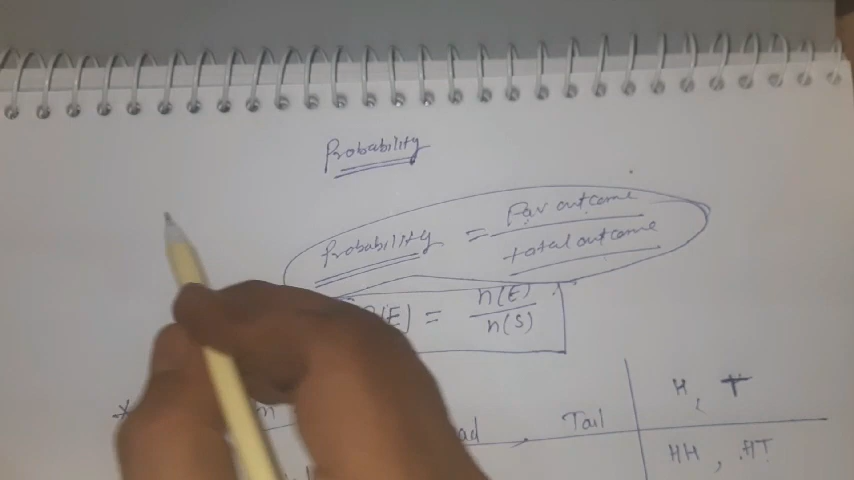 Probability
Probability = Fav outcome / total outcome
(E) = n(E) / n(S)
* Tail | H, T
HH, HT